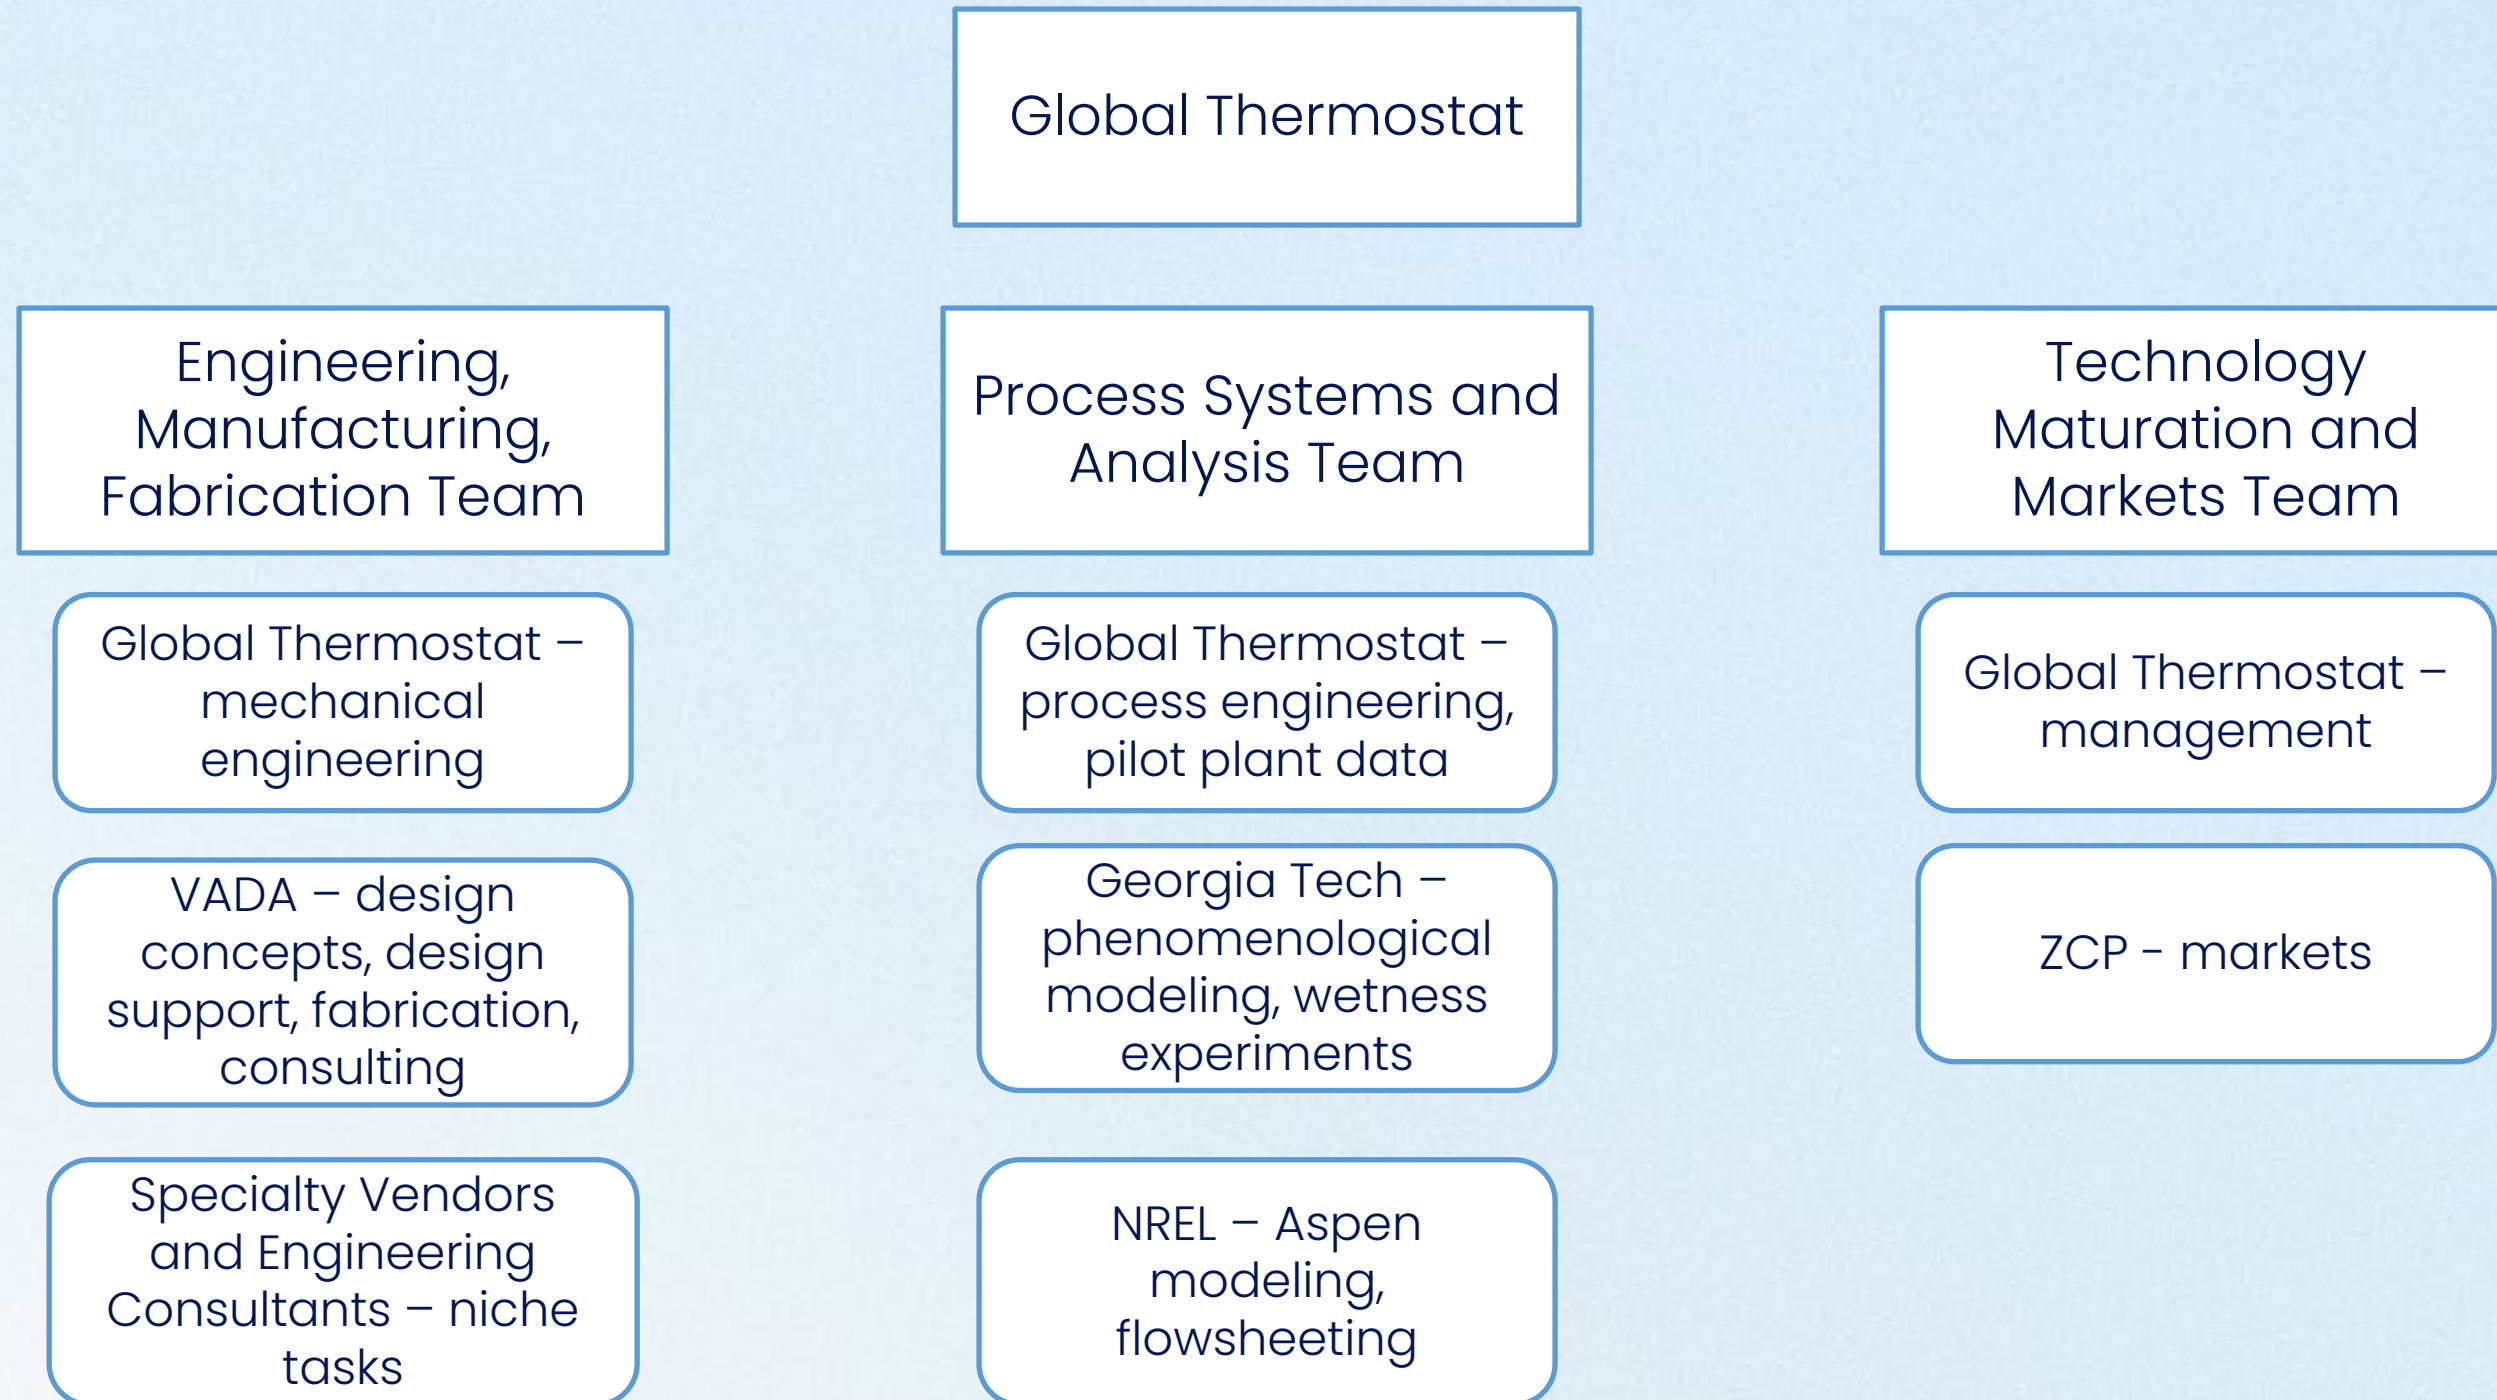 Global Thermostat
Engineering,
Manufacturing,
Fabrication Team
Global Thermostat –
mechanical
engineering
VADA – design
concepts, design
support, fabrication,
consulting
Specialty Vendors
and Engineering
Consultants – niche
tasks
Process Systems and
Analysis Team
Global Thermostat –
process engineering,
pilot plant data
Georgia Tech –
phenomenological
modeling, wetness
experiments
NREL – Aspen
modeling,
flowsheeting
Technology
Maturation and
Markets Team
Global Thermostat –
management
ZCP - markets